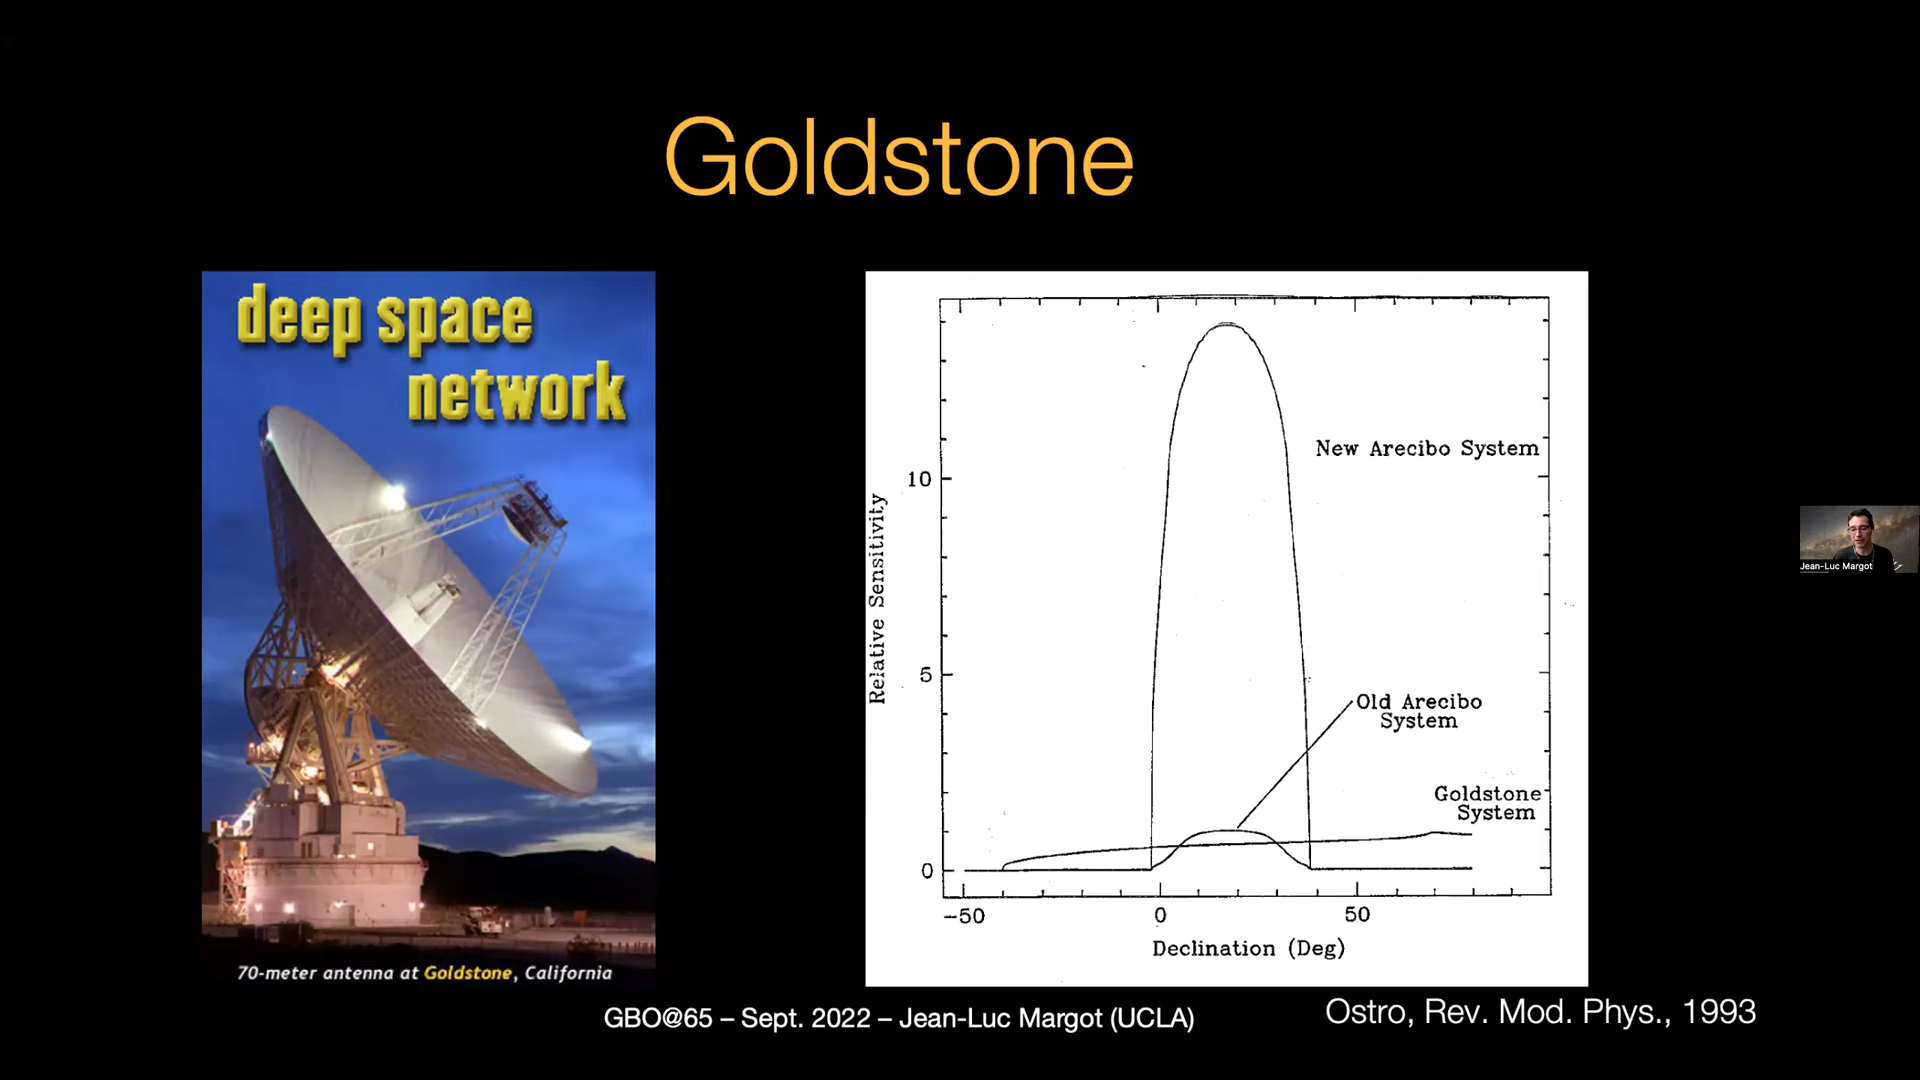 Goldstone
deep space
network
70-meter antenna at Goldstone, California
10
5
0
Relative Sensitivity
New Arecibo System
Old Arecibo
System
Goldstone
System
-50
0
50
Declination (Deg)
Jean-Luc Margot
GBO@65 – Sept. 2022 – Jean-Luc Margot (UCLA)
Ostro, Rev. Mod. Phys., 1993